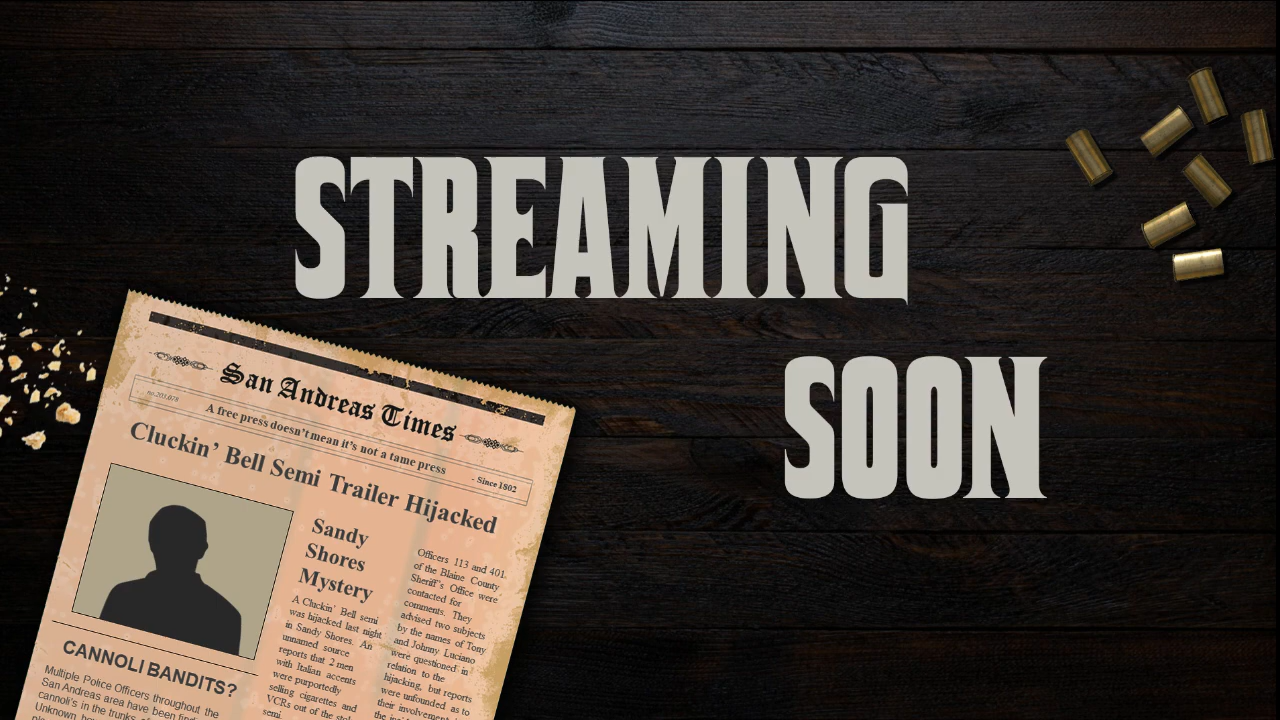 STREAMING
SOON
San Andreas Times
no.203.078
A free press doesn't mean it's not a tame press
- Since 1802
Cluckin' Bell Semi Trailer Hijacked
Sandy
Shores
Mystery
A Cluckin' Bell semi
was hijacked last night
in Sandy Shores. An
unnamed source
reports that 2 men
with Italian accents
were purportedly
selling cigarettes and
VCRs out of the
semi.
Officers 113 and 401
of the Blaine County
Sheriff's Office were
contacted for
comments. They
advised two subjects
by the names of Tony
and Johnny Luciano
were questioned in
relation to the
hijacking, but reports
were unfounded as to
their involvement
CANNOLI BANDITS?
Multiple Police Officers throughout the
San Andreas area have been
cannoli's in the trunks
Unknown